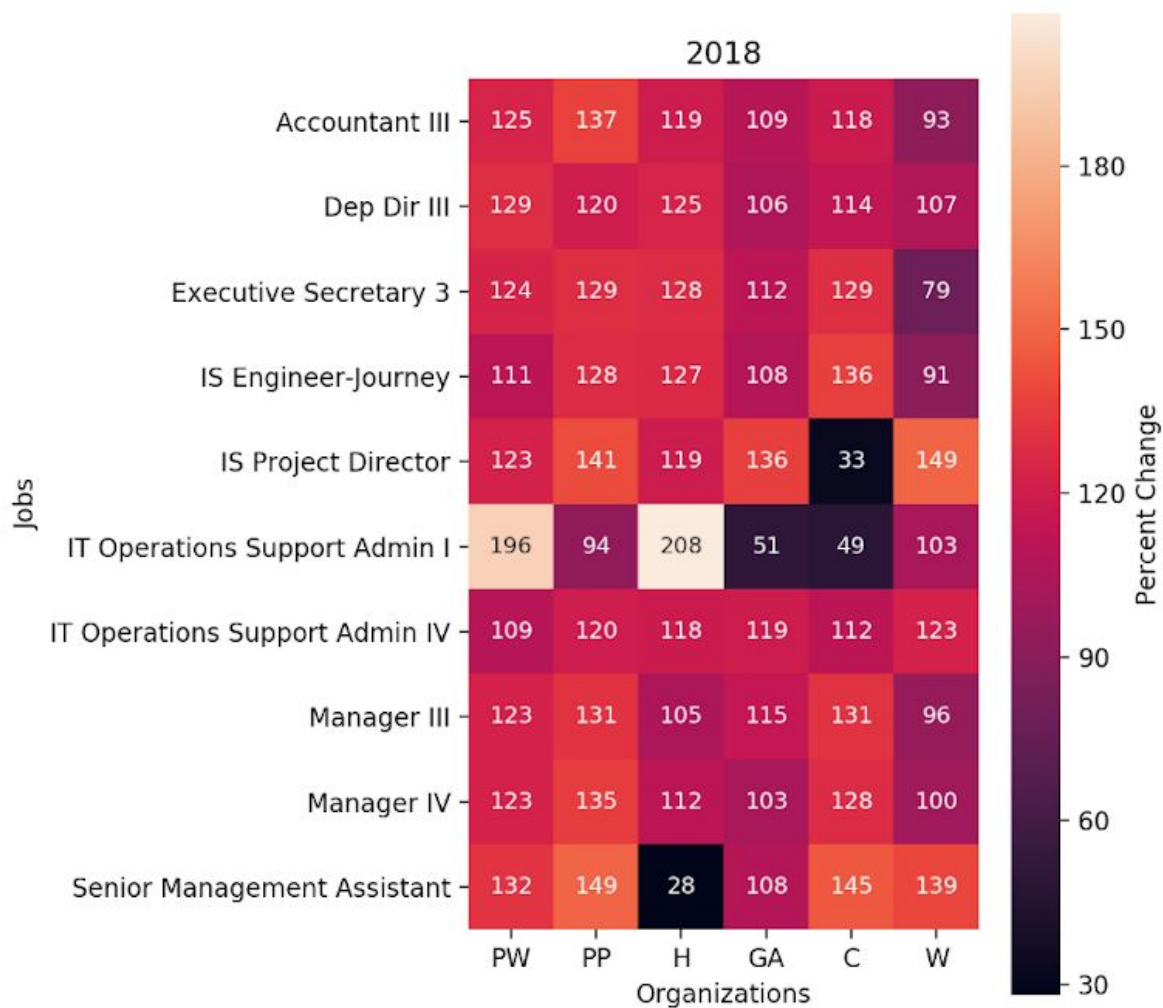 2018
Accountant III 125 137 119 109 118 93
Dep Dir III 129 120 125 106 114 107
Executive Secretary 3 124 129 128 112 129 79
IS Engineer-Journey 111 128 127 108 136 91
IS Project Director 123 141 119 136 33 149
IT Operations Support Admin I 196 94 208 51 49 103
IT Operations Support Admin IV 109 120 118 119 112 123
Manager III 123 131 105 115 131 96
Manager IV 123 135 112 103 128 100
Senior Management Assistant 132 149 28 108 145 139
PW PP H GA C W
Organizations
Jobs
180
150
120
90
60
30
Percent Change